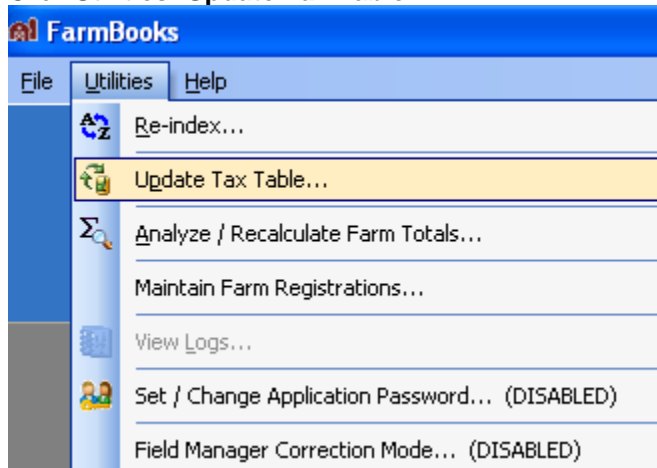 FarmBooks
File Utilities Help
Re-index...
Update Tax Table...
Analyze / Recalculate Farm Totals...
Maintain Farm Registrations...
View Logs...
Set / Change Application Password... (DISABLED)
Field Manager Correction Mode... (DISABLED)